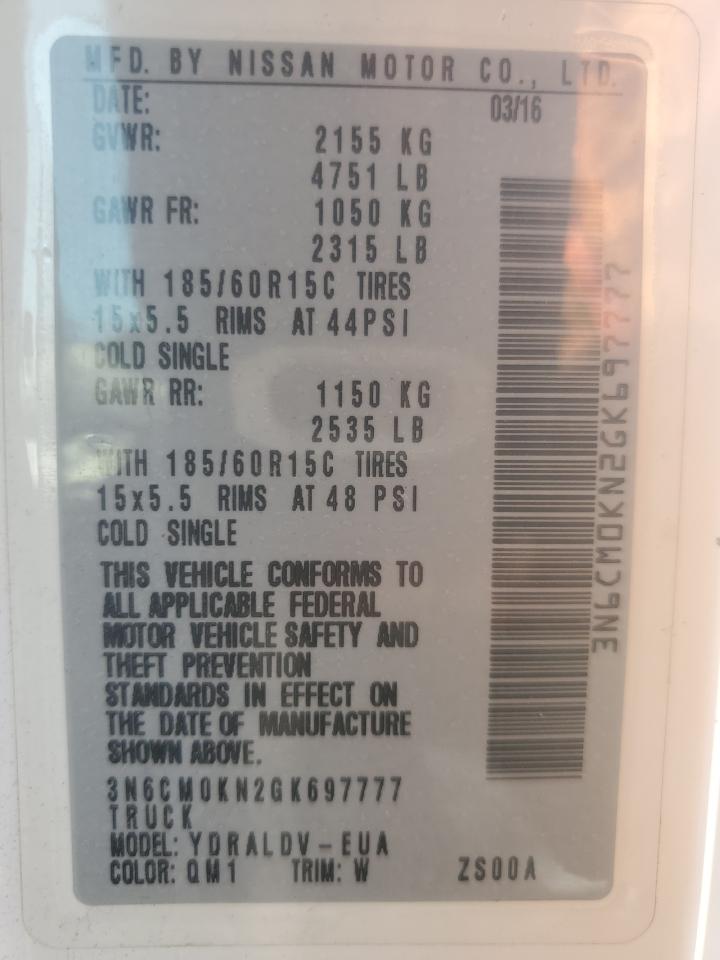 MFD. BY NISSAN MOTOR CO., LTD.
DATE: 03/16
GVWR: 2155 KG
4751 LB
GAWR FR: 1050 KG
2315 LB
WITH 185/60R15C TIRES
15x5.5 RIMS AT 44PSI
COLD SINGLE
GAWR RR: 1150 KG
2535 LB
WITH 185/60R15C TIRES
15x5.5 RIMS AT 48 PSI
COLD SINGLE
THIS VEHICLE CONFORMS TO
ALL APPLICABLE FEDERAL
MOTOR VEHICLE SAFETY AND
THEFT PREVENTION
STANDARDS IN EFFECT ON
THE DATE OF MANUFACTURE
SHOWN ABOVE.
3N6CM0KN2GK697777
TRUCK
MODEL: YDRALDV-EUA
COLOR: QM1 TRIM: W ZS00A
3N6CM0KN2GK697777